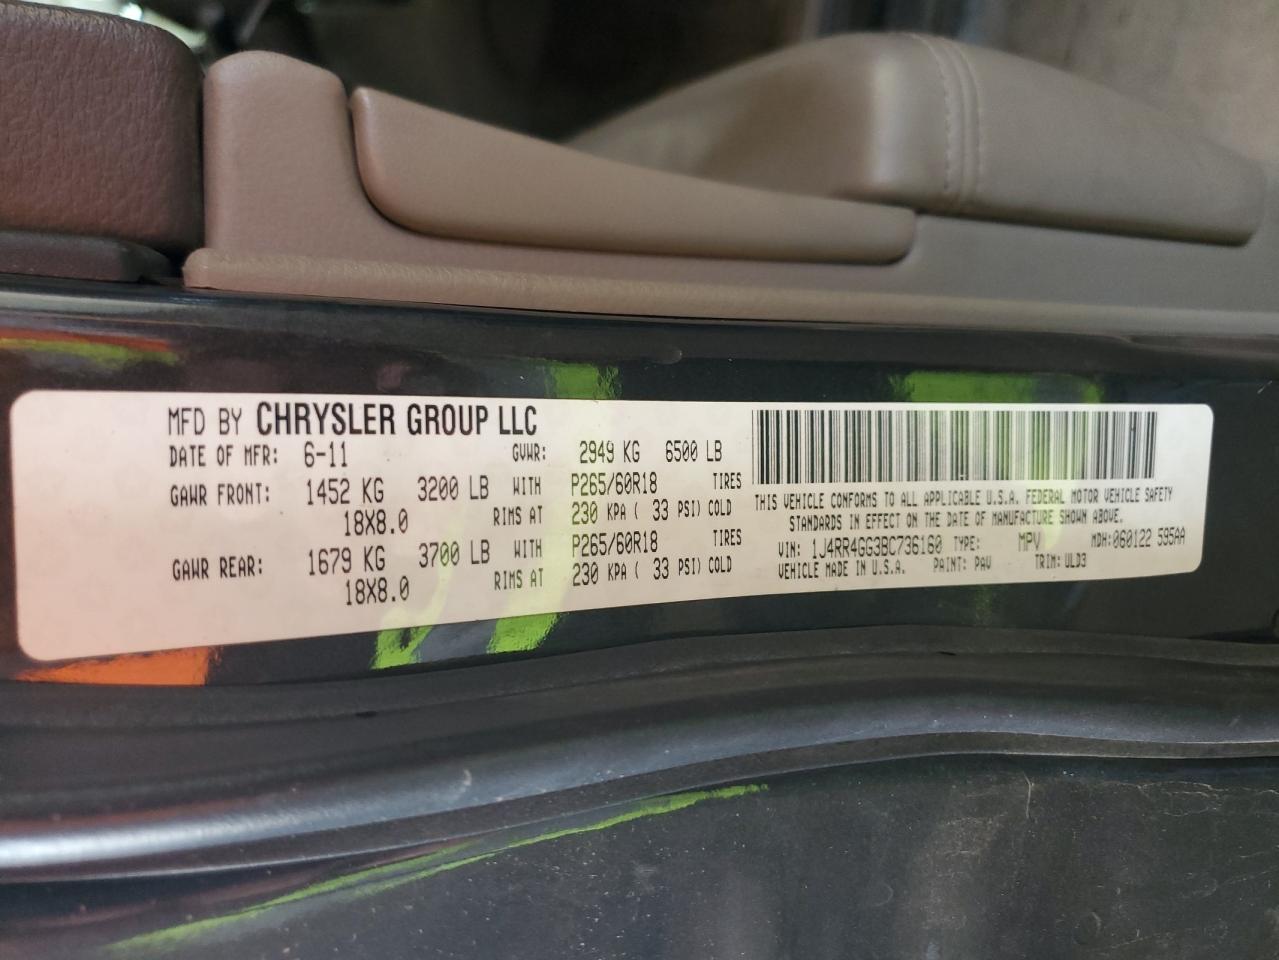 MFD BY CHRYSLER GROUP LLC
DATE OF MFR: 6-11 GVWR: 2949 KG 6500 LB
GAWR FRONT: 1452 KG 3200 LB WITH P265/60R18 TIRES
18X8.0 RIMS AT 230 KPA ( 33 PSI) COLD
GAWR REAR: 1679 KG 3700 LB WITH P265/60R18 TIRES
18X8.0 RIMS AT 230 KPA ( 33 PSI) COLD
THIS VEHICLE CONFORMS TO ALL APPLICABLE U.S.A. FEDERAL MOTOR VEHICLE SAFETY
STANDARDS IN EFFECT ON THE DATE OF MANUFACTURE SHOWN ABOVE.
VIN: 1J4RR4GG3BC736160 TYPE: MPV MDH: 060122 595AA
VEHICLE MADE IN U.S.A. PAINT: PAV TRIM: ULD3